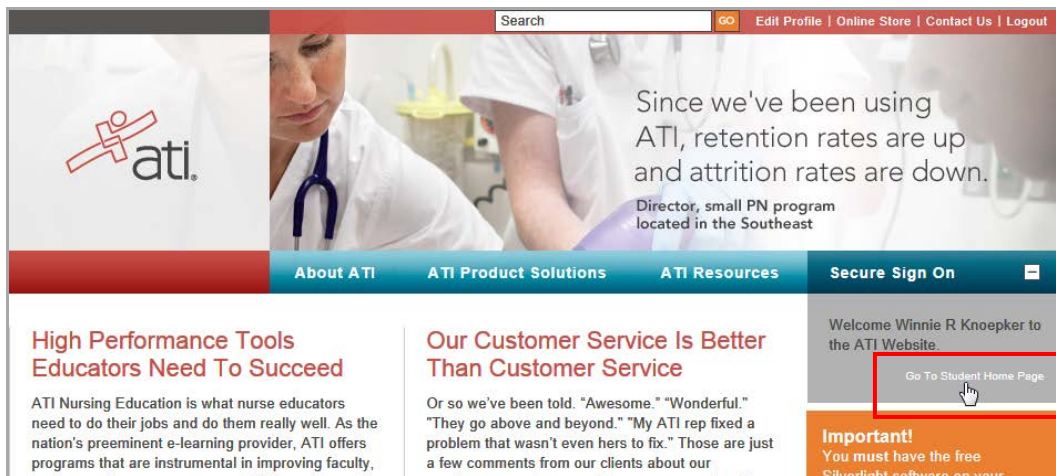 Search
GO
Edit Profile | Online Store | Contact Us | Logout
ati.
Since we've been using
ATI, retention rates are up
and attrition rates are down.
Director, small PN program
located in the Southeast
About ATI
ATI Product Solutions
ATI Resources
Secure Sign On
High Performance Tools
Educators Need To Succeed
ATI Nursing Education is what nurse educators
need to do their jobs and do them really well. As the
nation's preeminent e-learning provider, ATI offers
programs that are instrumental in improving faculty,
Our Customer Service Is Better
Than Customer Service
Or so we've been told. “Awesome.” “Wonderful.”
"They go above and beyond." "My ATI rep fixed a
problem that wasn't even hers to fix." Those are just
a few comments from our clients about our
Welcome Winnie R Knoepker to
the ATI Website.
Go To Student Home Page
Important!
You must have the free
Silverlight software on your